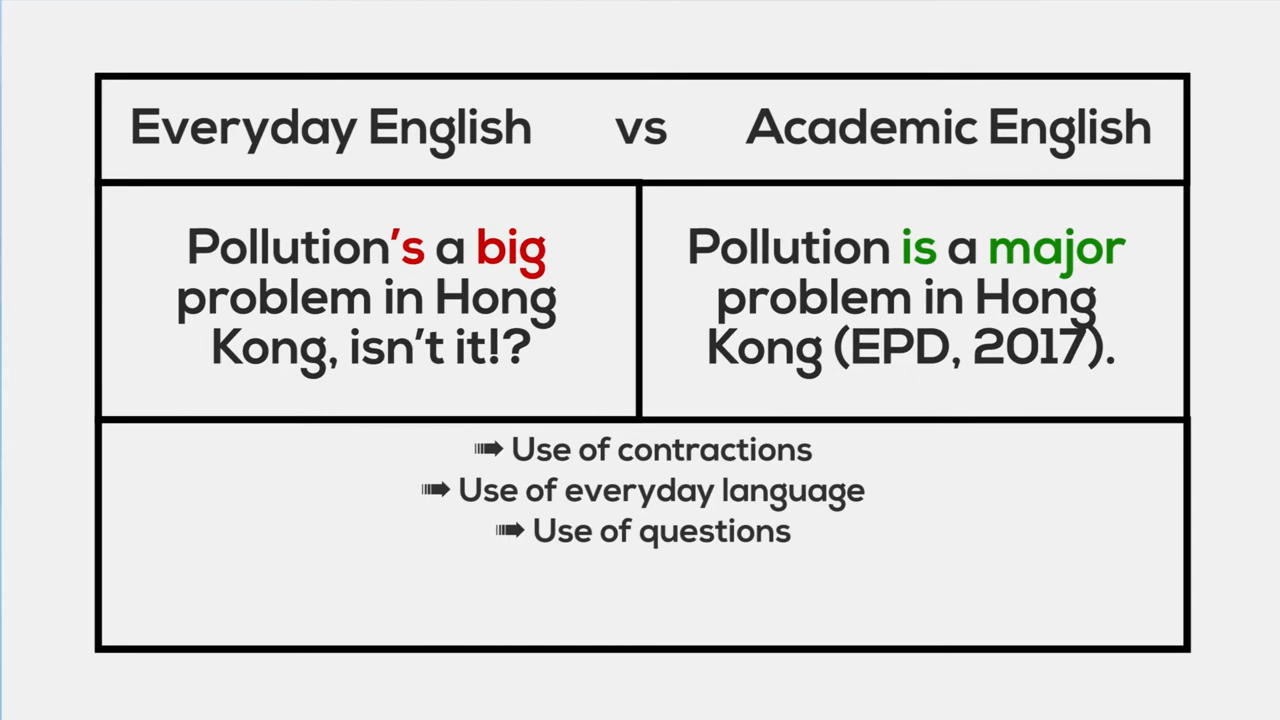 Everyday English vs Academic English
Pollution’s a big
problem in Hong
Kong, isn’t it!?
Pollution is a major
problem in Hong
Kong (EPD, 2017).
➠ Use of contractions
➠ Use of everyday language
➠ Use of questions